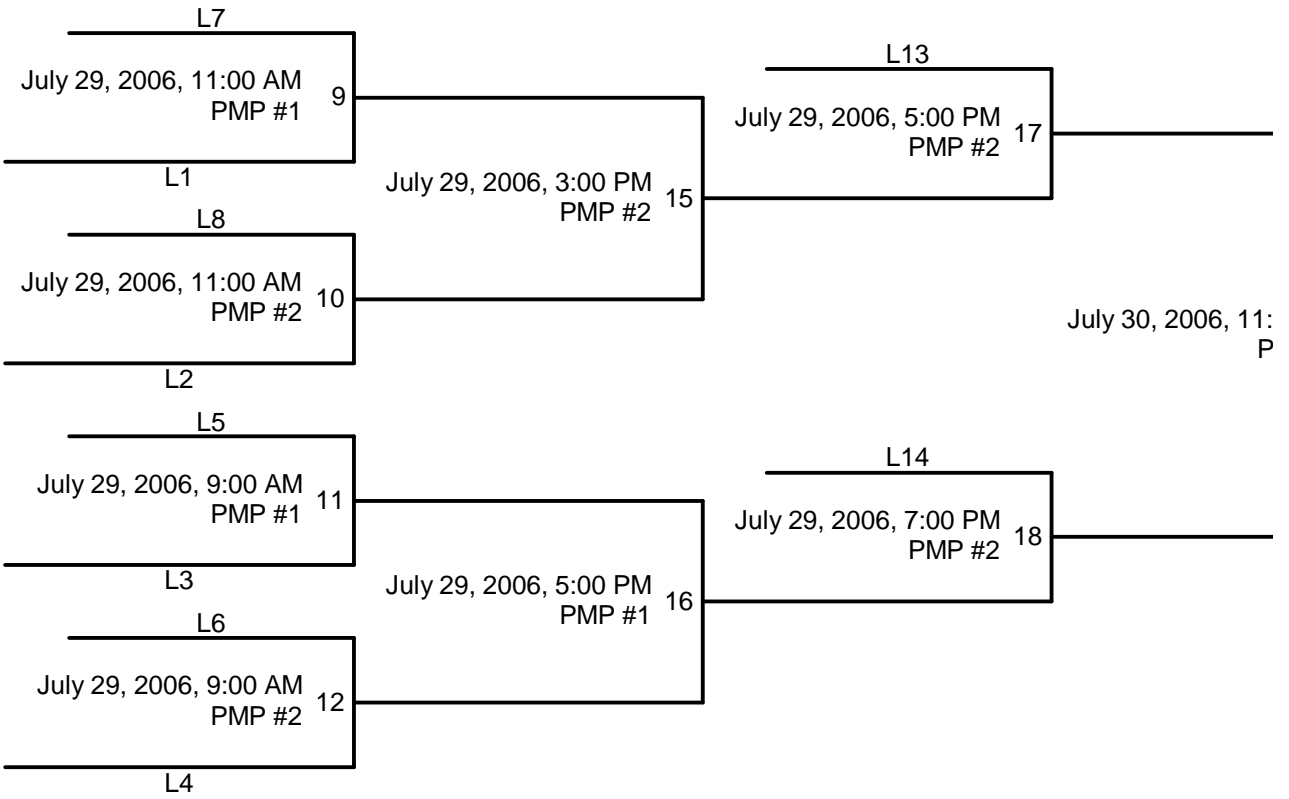 L7
July 29, 2006, 11:00 AM
PMP #1
9
L1
L8
July 29, 2006, 11:00 AM
PMP #2
10
L2
L5
July 29, 2006, 9:00 AM
PMP #1
11
L3
L6
July 29, 2006, 9:00 AM
PMP #2
12
L4
July 29, 2006, 3:00 PM
PMP #2
15
July 29, 2006, 5:00 PM
PMP #1
16
L13
July 29, 2006, 5:00 PM
PMP #2
17
L14
July 29, 2006, 7:00 PM
PMP #2
18
July 30, 2006, 11:
P